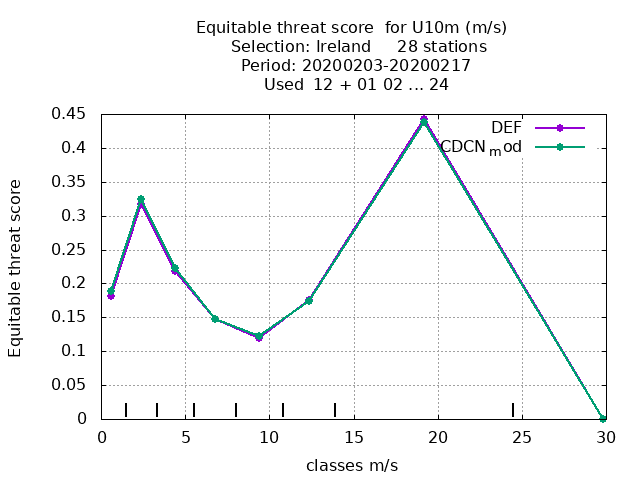 Equitable threat score  for U10m (m/s)
Selection: Ireland     28 stations
Period: 20200203-20200217
Used  12 + 01 02 ... 24
Equitable threat score
0.45
0.4
0.35
0.3
0.25
0.2
0.15
0.1
0.05
0
DEF
CDCNmod
0 5 10 15 20 25 30
classes m/s